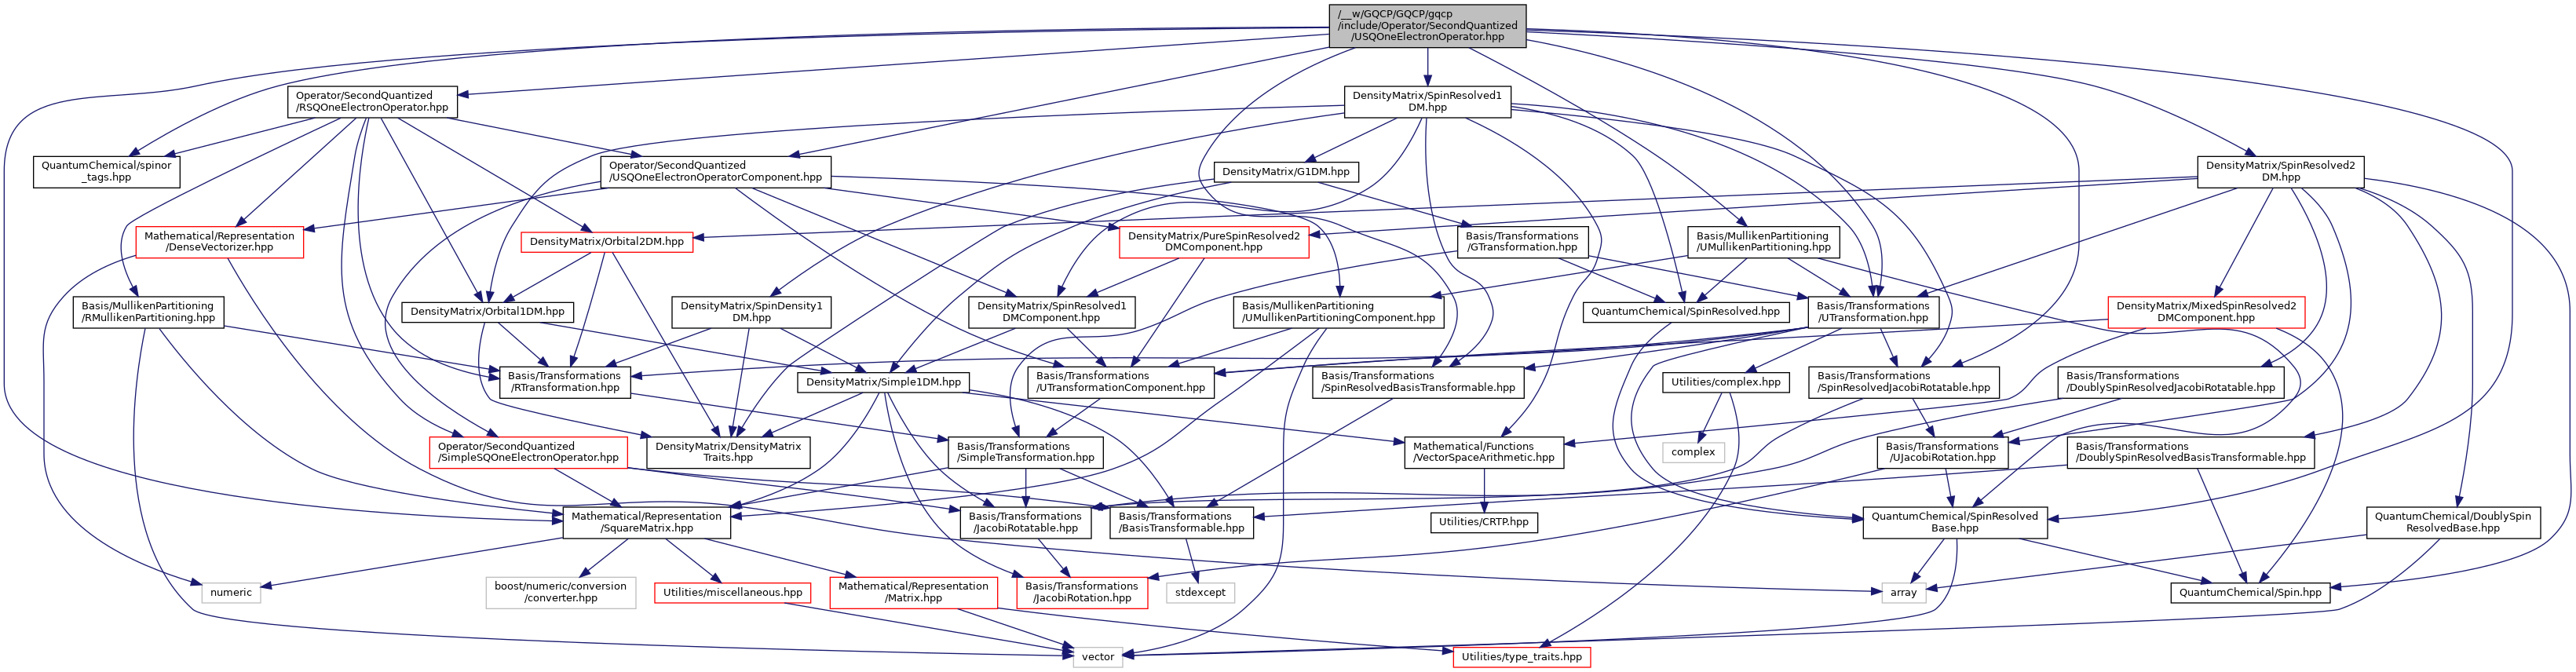 /__w/GQCP/GQCP/gqcp
/include/Operator/SecondQuantized
/USQOneElectronOperator.hpp
Operator/SecondQuantized
/RSQOneElectronOperator.hpp
DensityMatrix/SpinResolved1
DM.hpp
QuantumChemical/spinor
_tags.hpp
Operator/SecondQuantized
/USQOneElectronOperatorComponent.hpp
DensityMatrix/G1DM.hpp
DensityMatrix/SpinResolved2
DM.hpp
Mathematical/Representation
/DenseVectorizer.hpp
DensityMatrix/Orbital2DM.hpp
DensityMatrix/PureSpinResolved2
DMComponent.hpp
Basis/Transformations
/GTransformation.hpp
Basis/MullikenPartitioning
/UMullikenPartitioning.hpp
Basis/MullikenPartitioning
/RMullikenPartitioning.hpp
DensityMatrix/Orbital1DM.hpp
DensityMatrix/SpinDensity1
DM.hpp
DensityMatrix/SpinResolved1
DMComponent.hpp
Basis/MullikenPartitioning
/UMullikenPartitioningComponent.hpp
QuantumChemical/SpinResolved.hpp
Basis/Transformations
/UTransformation.hpp
DensityMatrix/MixedSpinResolved2
DMComponent.hpp
Basis/Transformations
/RTransformation.hpp
DensityMatrix/Simple1DM.hpp
Basis/Transformations
/UTransformationComponent.hpp
Basis/Transformations
/SpinResolvedBasisTransformable.hpp
Utilities/complex.hpp
Basis/Transformations
/SpinResolvedJacobiRotatable.hpp
Basis/Transformations
/DoublySpinResolvedJacobiRotatable.hpp
Operator/SecondQuantized
/SimpleSQOneElectronOperator.hpp
DensityMatrix/DensityMatrix
Traits.hpp
Basis/Transformations
/SimpleTransformation.hpp
Mathematical/Functions
/VectorSpaceArithmetic.hpp
complex
Basis/Transformations
/UJacobiRotation.hpp
Basis/Transformations
/DoublySpinResolvedBasisTransformable.hpp
Mathematical/Representation
/SquareMatrix.hpp
Basis/Transformations
/JacobiRotatable.hpp
Basis/Transformations
/BasisTransformable.hpp
Utilities/CRTP.hpp
QuantumChemical/SpinResolved
Base.hpp
QuantumChemical/DoublySpin
ResolvedBase.hpp
numeric
boost/numeric/conversion
/converter.hpp
Utilities/miscellaneous.hpp
Mathematical/Representation
/Matrix.hpp
Basis/Transformations
/JacobiRotation.hpp
stdexcept
array
QuantumChemical/Spin.hpp
vector
Utilities/type_traits.hpp